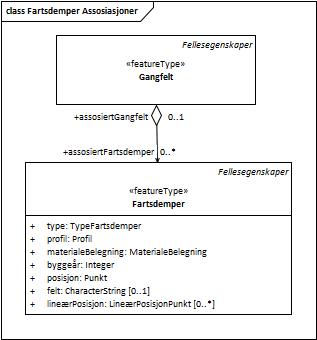 class Fartsdemper Assosiasjoner
Fellesegenskaper
«featureType»
Gangfelt
+assosiertGangfelt 0..1
+assosiertFartsdemper 0..*
Fellesegenskaper
«featureType»
Fartsdemper
+ type: TypeFartsdemper
+ profil: Profil
+ materialeBelegning: MaterialeBelegning
+ byggeår: Integer
+ posisjon: Punkt
+ felt: CharacterString [0..1]
+ lineærPosisjon: LineærPosisjonPunkt [0..*]